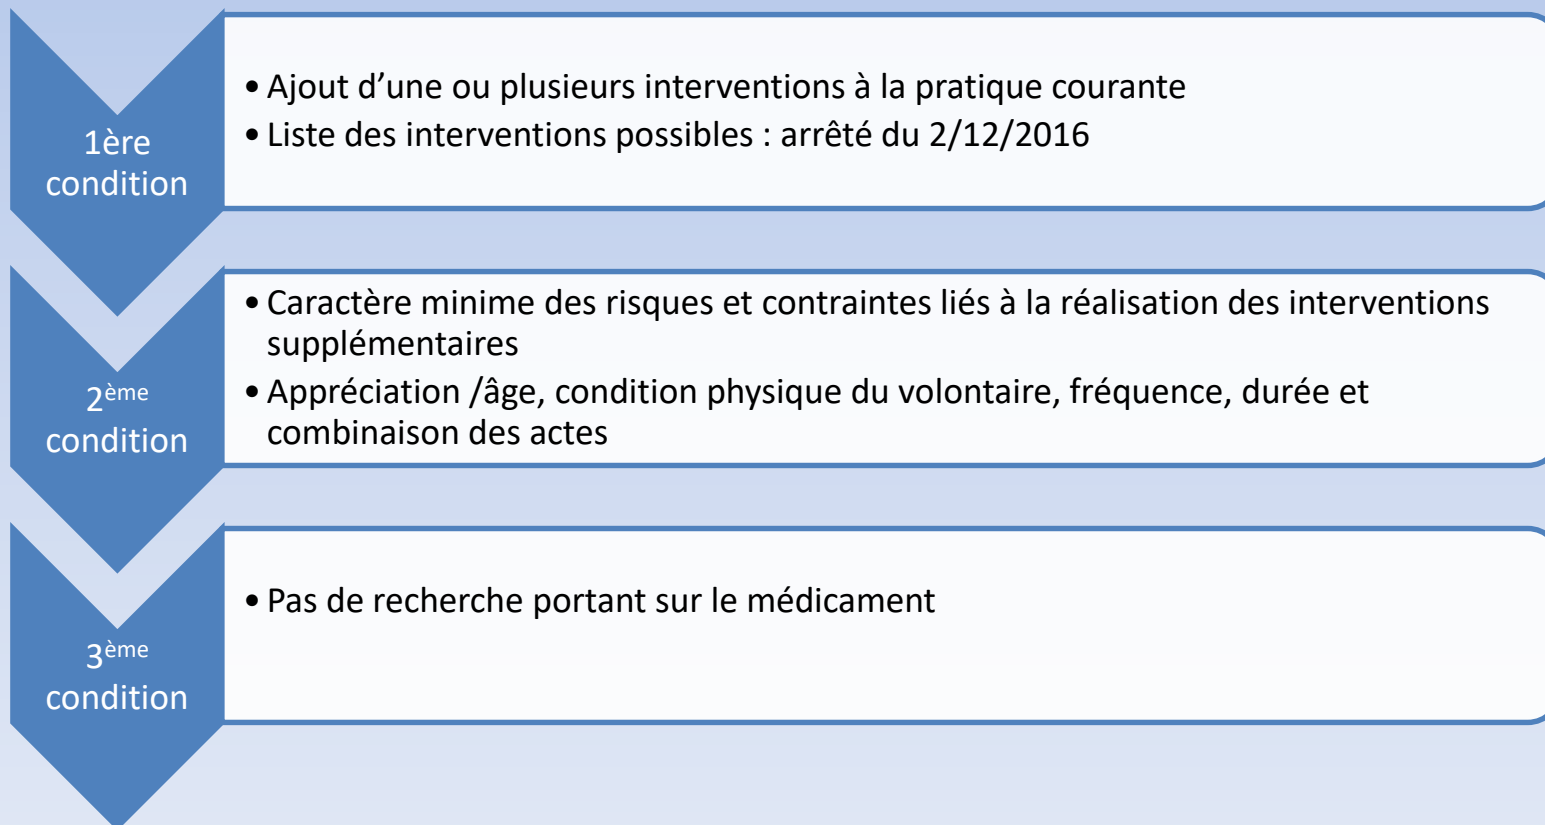 1ère
condition
• Ajout d’une ou plusieurs interventions à la pratique courante
• Liste des interventions possibles : arrêté du 2/12/2016
2ème
condition
• Caractère minime des risques et contraintes liés à la réalisation des interventions
supplémentaires
• Appréciation /âge, condition physique du volontaire, fréquence, durée et
combinaison des actes
3ème
condition
• Pas de recherche portant sur le médicament